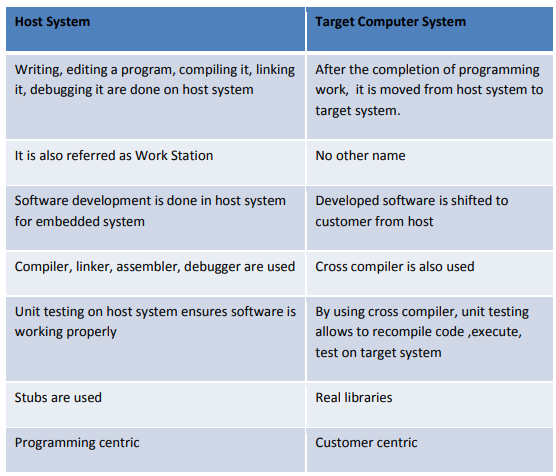 Host System
Target Computer System
Writing, editing a program, compiling it, linking
it, debugging it are done on host system
After the completion of programming
work,  it is moved from host system to
target system.
It is also referred as Work Station
No other name
Software development is done in host system
for embedded system
Developed software is shifted to
customer from host
Compiler, linker, assembler, debugger are used
Cross compiler is also used
Unit testing on host system ensures software is
working properly
By using cross compiler, unit testing
allows to recompile code ,execute,
test on target system
Stubs are used
Real libraries
Programming centric
Customer centric